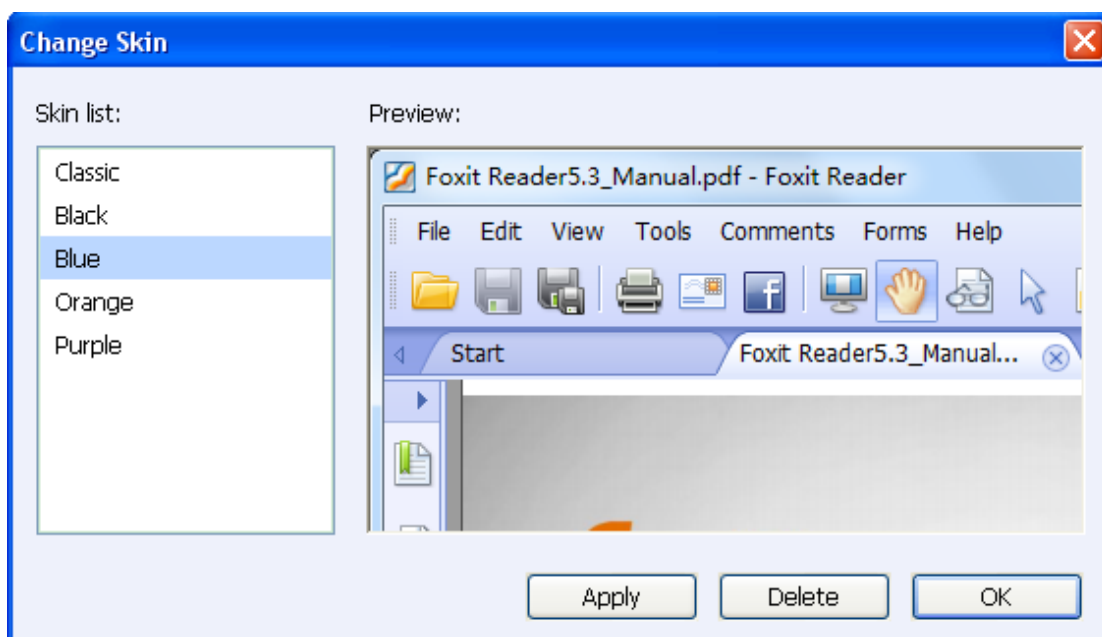 Change Skin
Skin list:
Preview:
Classic
Black
Blue
Orange
Purple
Foxit Reader5.3_Manual.pdf - Foxit Reader
File Edit View Tools Comments Forms Help
f
Start
Foxit Reader5.3_Manual...
Apply
Delete
OK